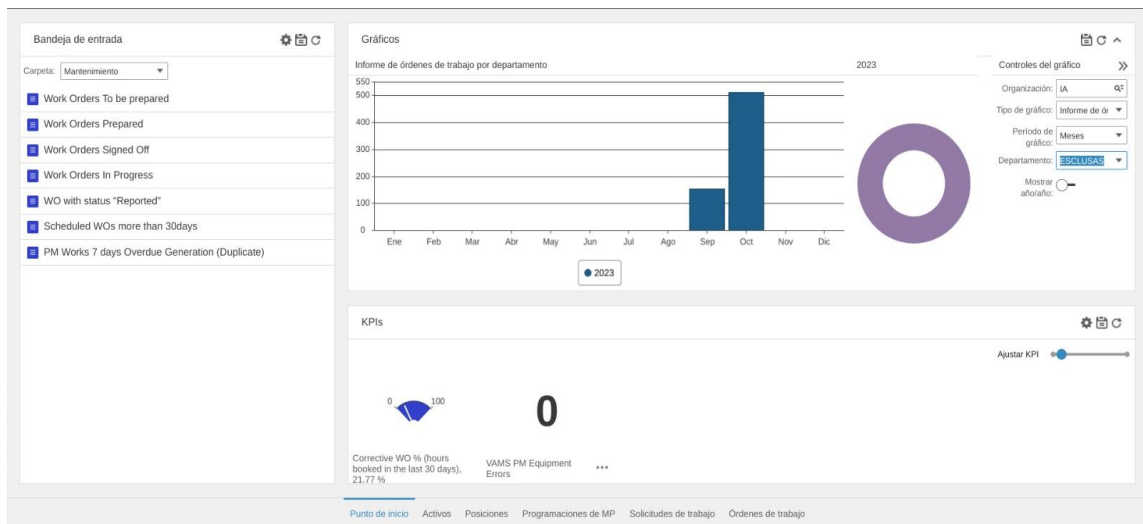 Bandeja de entrada
Carpeta: Mantenimiento
Work Orders To be prepared
Work Orders Prepared
Work Orders Signed Off
Work Orders In Progress
WO with status "Reported"
Scheduled WOs more than 30days
PM Works 7 days Overdue Generation (Duplicate)
Gráficos
Informe de órdenes de trabajo por departamento
2023
550
500
400
300
200
100
0
Ene Feb Mar Abr May Jun Jul Ago Sep Oct Nov Dic
2023
Controles del gráfico
Organización: IA
Tipo de gráfico: Informe de ór
Período de
gráfico: Meses
Departamento: ESCLUSAS
Mostrar
año/año:
KPIs
Ajustar KPI
0 100
Corrective WO % (hours
booked in the last 30 days),
21.77 %
0
VAMS PM Equipment
Errors
Punto de inicio Activos Posiciones Programaciones de MP Solicitudes de trabajo Órdenes de trabajo